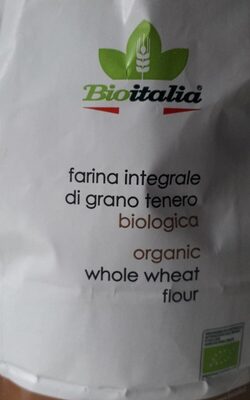 Bioitalia®
farina integrale
di grano tenero
biologica
organic
whole wheat
flour